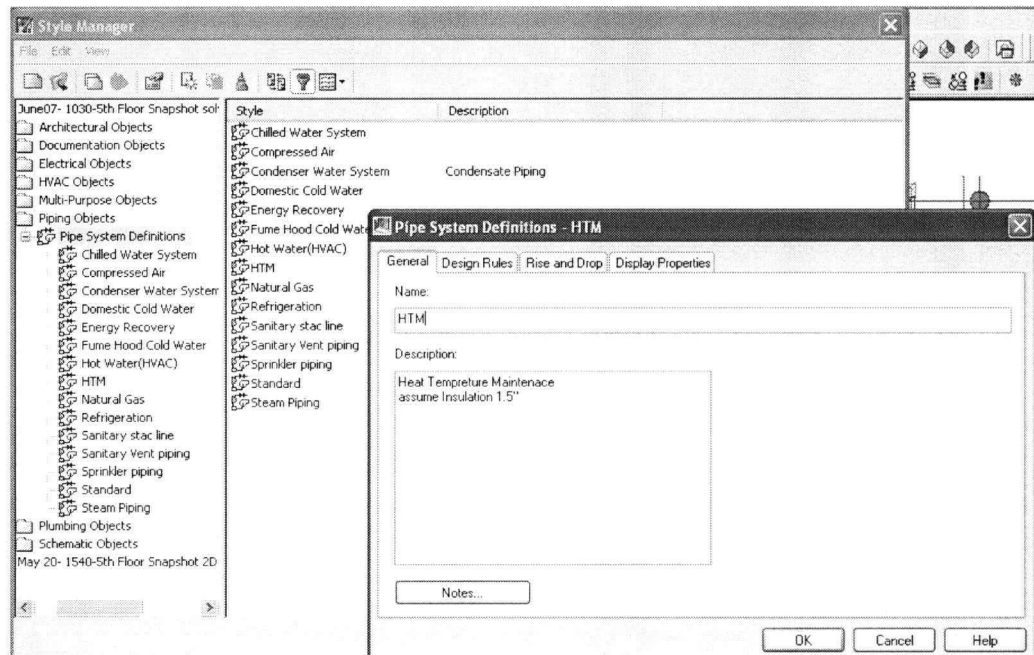 Style Manager
File Edit View
June07- 1030-5th Floor Snapshot sol
Architectural Objects
Documentation Objects
Electrical Objects
HVAC Objects
Multi-Purpose Objects
Piping Objects
Pipe System Definitions
Chilled Water System
Compressed Air
Condenser Water System
Domestic Cold Water
Energy Recovery
Fume Hood Cold Water
Hot Water(HVAC)
HTM
Natural Gas
Refrigeration
Sanitary stac line
Sanitary Vent piping
Sprinkler piping
Standard
Steam Piping
Plumbing Objects
Schematic Objects
May 20- 1540-5th Floor Snapshot 2D
Style Description
Chilled Water System
Compressed Air
Condenser Water System Condensate Piping
Domestic Cold Water
Energy Recovery
Fume Hood Cold Wate
Hot Water(HVAC)
HTM
Natural Gas
Refrigeration
Sanitary stac line
Sanitary Vent piping
Sprinkler piping
Standard
Steam Piping
Pipe System Definitions - HTM
General Design Rules Rise and Drop Display Properties
Name:
HTM
Description:
Heat Tempreture Maintenace
assume Insulation 1.5"
Notes...
OK Cancel Help